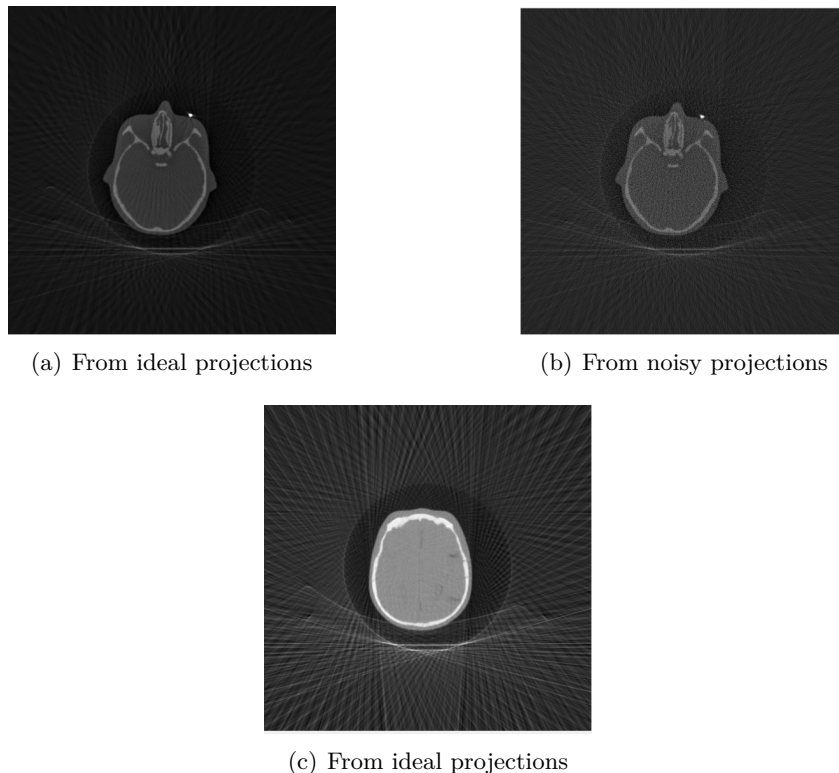 (a) From ideal projections
(b) From noisy projections
(c) From ideal projections